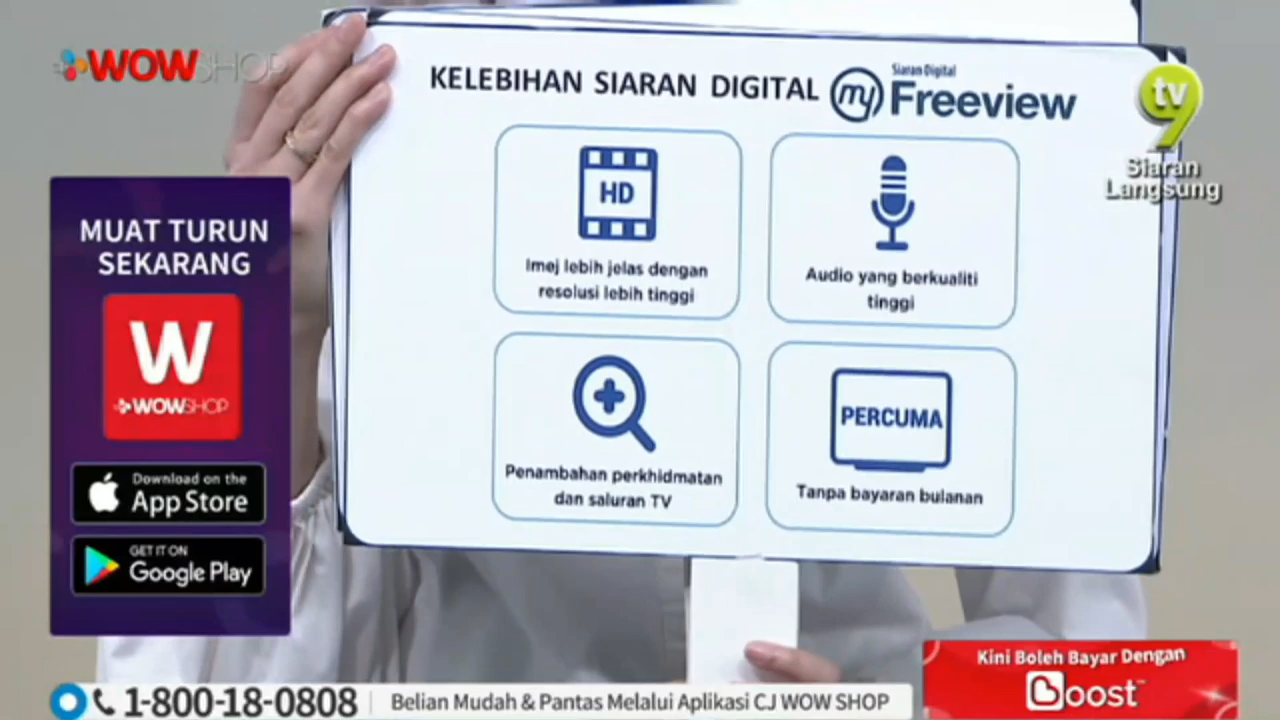 WOWSHOP
KELEBIHAN SIARAN DIGITAL
Siaran Digital
my Freeview
tv
9
Siaran
Langsung
HD
Imej lebih jelas dengan
resolusi lebih tinggi
Audio yang berkualiti
tinggi
Penambahan perkhidmatan
dan saluran TV
PERCUMA
Tanpa bayaran bulanan
MUAT TURUN
SEKARANG
W
WOWSHOP
Download on the
App Store
GET IT ON
Google Play
1-800-18-0808
Belian Mudah & Pantas Melalui Aplikasi CJ WOW SHOP
Kini Boleh Bayar Dengan
Boost™